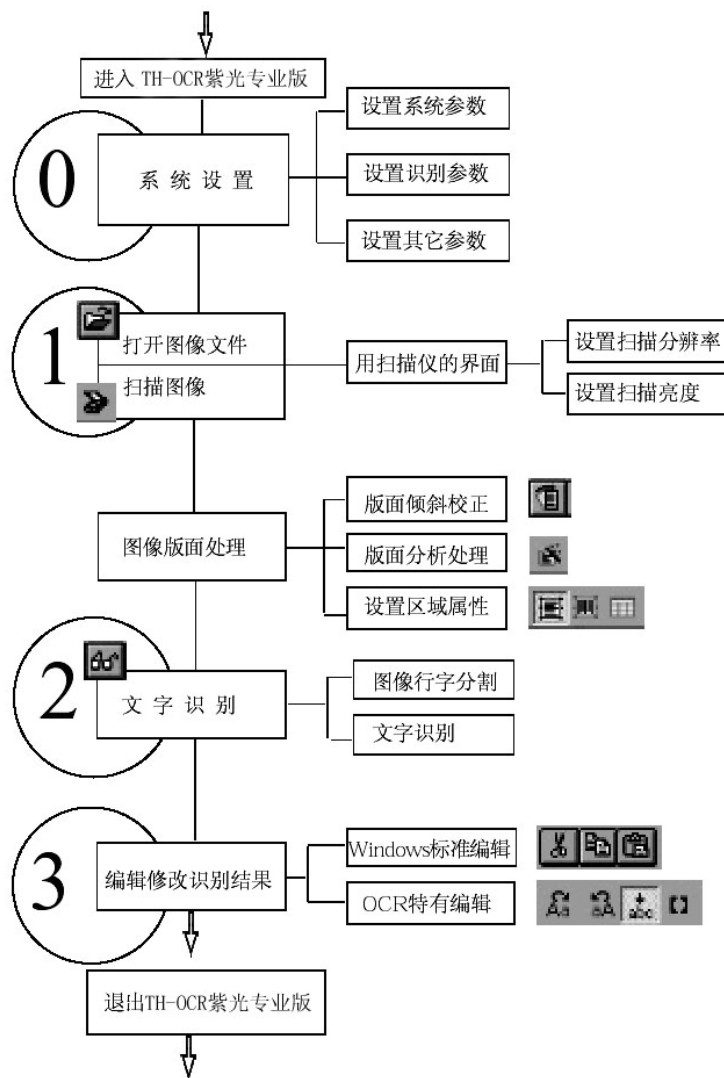 进入 TH-OCR紫光专业版
0
系统设置
设置系统参数
设置识别参数
设置其它参数
1
打开图像文件
扫描图像
用扫描仪的界面
设置扫描分辨率
设置扫描亮度
图像版面处理
版面倾斜校正
版面分析处理
设置区域属性
2
文字识别
图像行字分割
文字识别
3
编辑修改识别结果
Windows标准编辑
OCR特有编辑
abc
退出TH-OCR紫光专业版